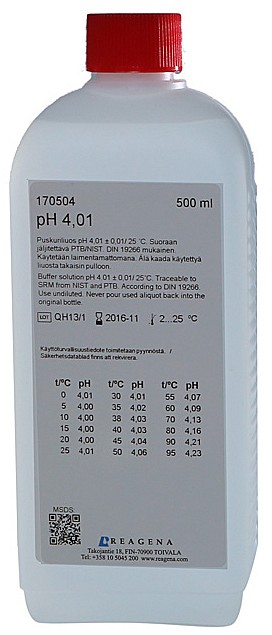 170504 500 ml
pH 4,01
Puskuriliuos pH 4,01 ± 0,01/ 25 ˚C. Suoraan
jäljitettävä PTB/NIST. DIN 19266 mukainen.
Käytetään laimentamattomana. Älä kaada käytettyä
liuosta takaisin pulloon.
Buffer solution pH 4,01 ± 0,01/ 25 ˚C. Traceable to
SRM from NIST and PTB. According to DIN 19266.
Use undiluted. Never pour used aliquot back into the
original bottle.
LOT QH13/1 2016-11 2...25 ºC
Käyttöturvallisuustiedote toimitetaan pyynnöstä. /
Säkerhetsdatablad finns att rekvirera.
t/ºC pH t/ºC pH t/ºC pH
0 4,01 30 4,01 55 4,07
5 4,00 35 4,02 60 4,09
10 4,00 38 4,03 70 4,13
15 4,00 40 4,03 80 4,16
20 4,00 45 4,04 90 4,21
25 4,01 50 4,06 95 4,23
MSDS
REAGENA
Takojantie 18, FIN-70900 TOIVALA
Tel: +358 10 5045 200 www.reagena.com